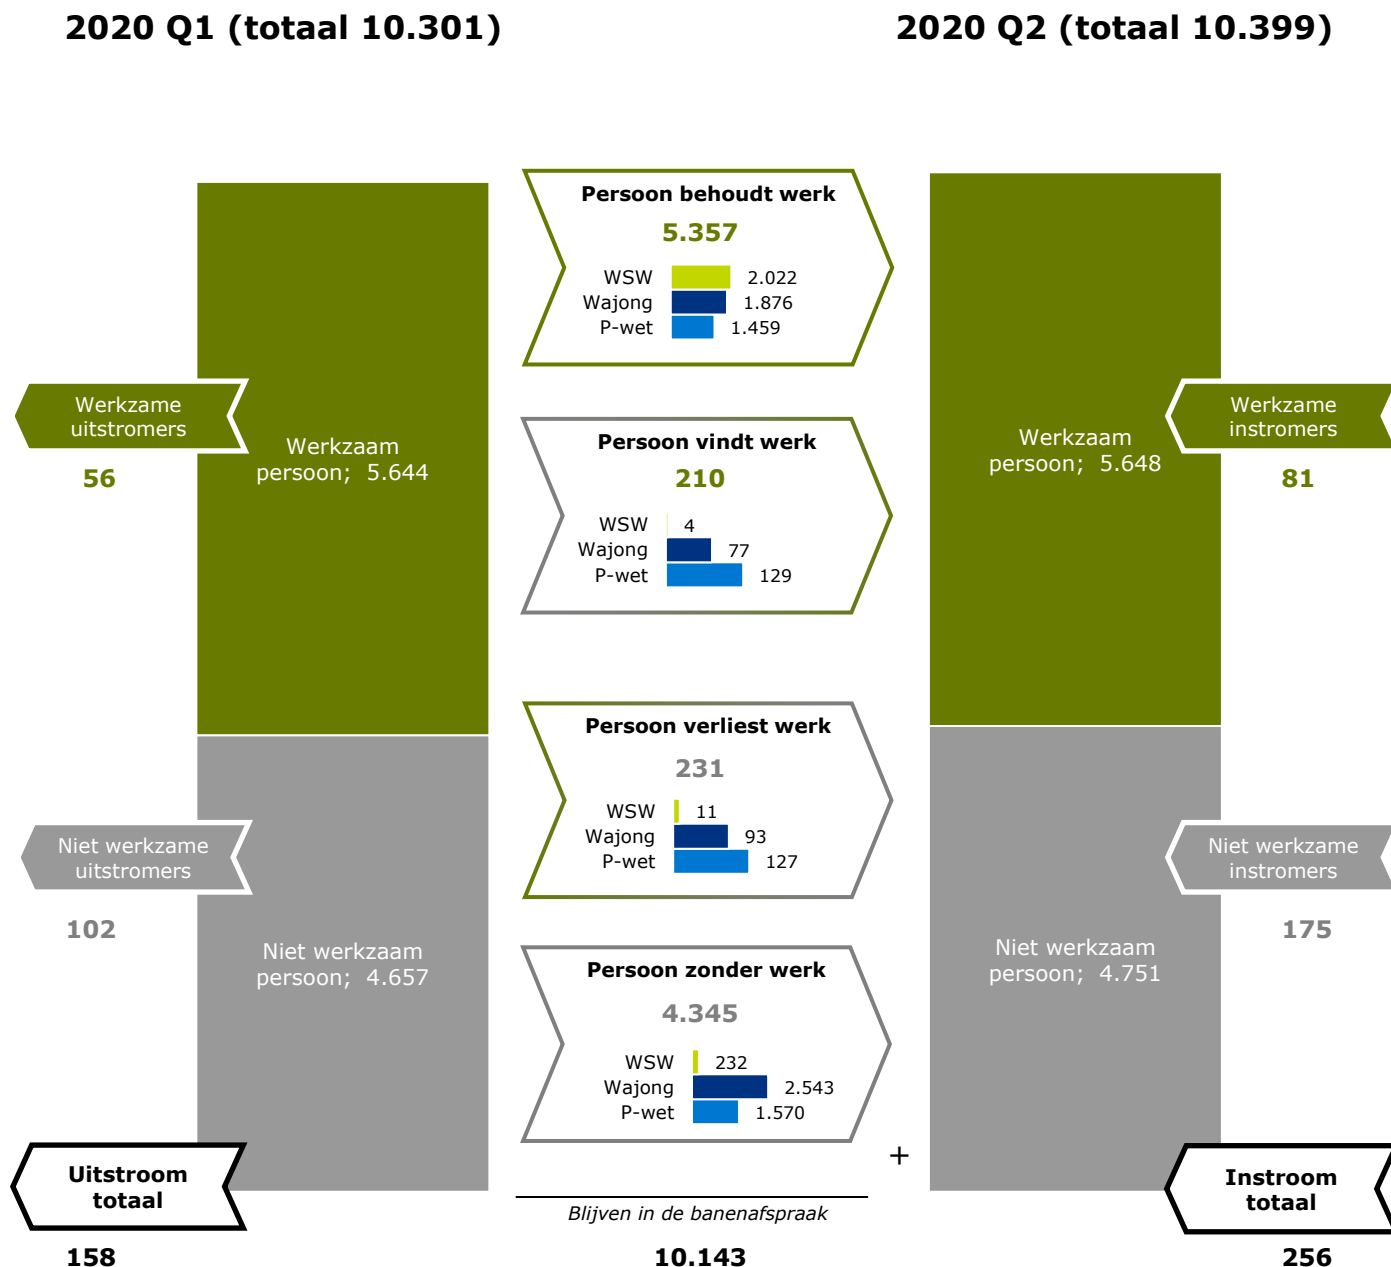 2020 Q1 (totaal 10.301)
2020 Q2 (totaal 10.399)
Persoon behoudt werk
5.357
WSW 2.022
Wajong 1.876
P-wet 1.459
Werkzame
uitstromers
56
Werkzaam
persoon; 5.644
Persoon vindt werk
210
WSW 4
Wajong 77
P-wet 129
Werkzaam
persoon; 5.648
Werkzame
instromers
81
Persoon verliest werk
231
WSW 11
Wajong 93
P-wet 127
Niet werkzame
uitstromers
102
Niet werkzaam
persoon; 4.657
Persoon zonder werk
4.345
WSW 232
Wajong 2.543
P-wet 1.570
Niet werkzaam
persoon; 4.751
Niet werkzame
instromers
175
+
Uitstroom
totaal
158
Blijven in de banenafspraak
10.143
Instroom
totaal
256